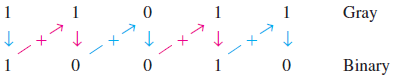 1 1 0 1 1 Gray
+ + + +
1 0 0 1 0 Binary